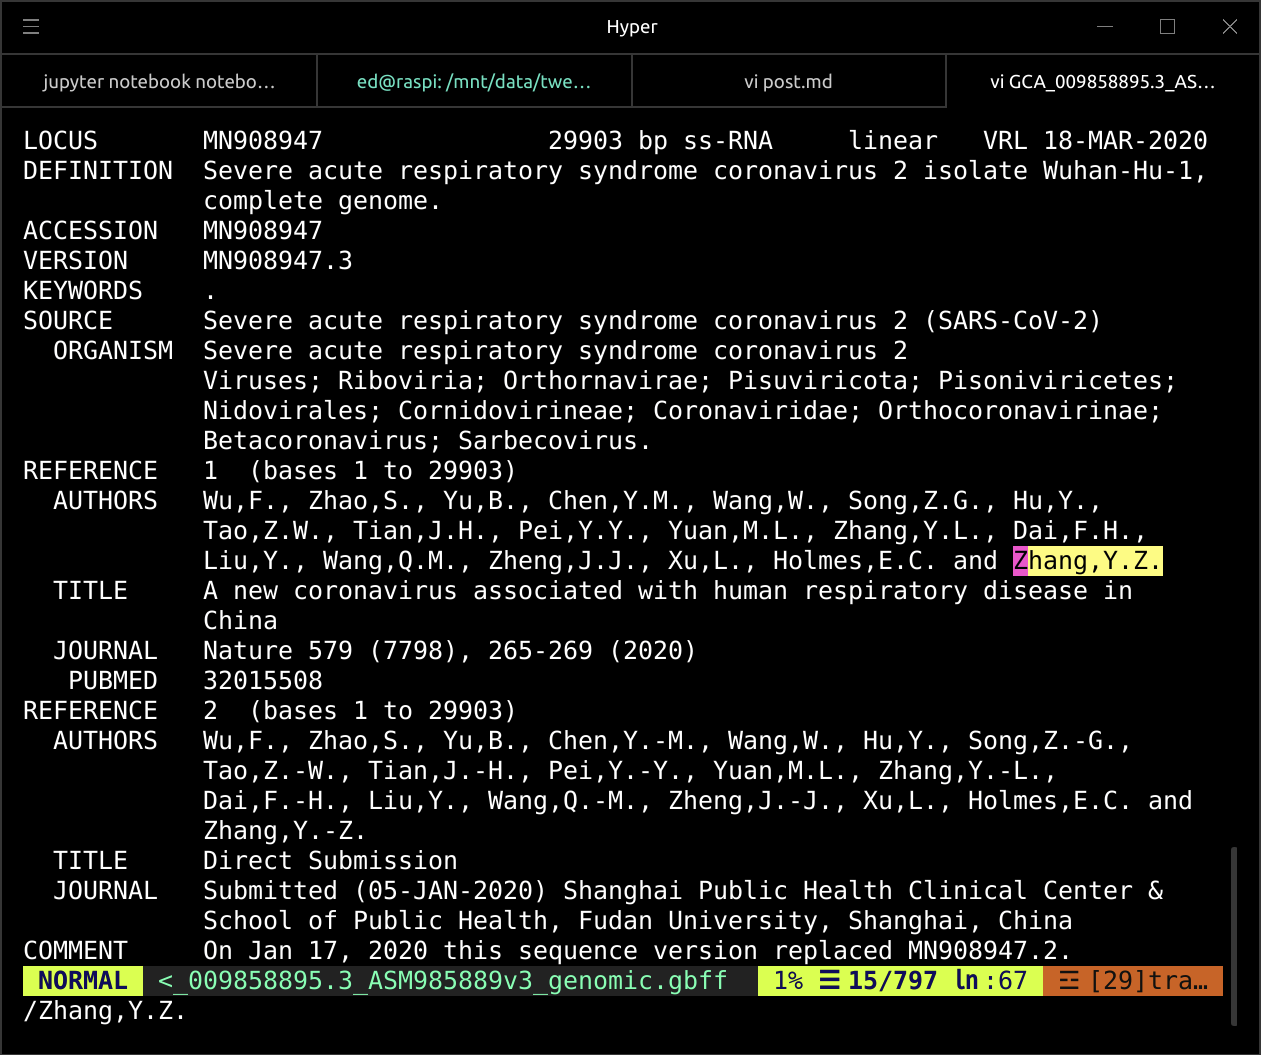 Hyper
jupyter notebook notebo…
ed@raspi: /mnt/data/twe…
vi post.md
vi GCA_009858895.3_AS…
LOCUS       MN908947               29903 bp ss-RNA     linear   VRL 18-MAR-2020
DEFINITION  Severe acute respiratory syndrome coronavirus 2 isolate Wuhan-Hu-1,
            complete genome.
ACCESSION   MN908947
VERSION     MN908947.3
KEYWORDS    .
SOURCE      Severe acute respiratory syndrome coronavirus 2 (SARS-CoV-2)
  ORGANISM  Severe acute respiratory syndrome coronavirus 2
            Viruses; Riboviria; Orthornavirae; Pisuviricota; Pisoniviricetes;
            Nidovirales; Cornidovirineae; Coronaviridae; Orthocoronavirinae;
            Betacoronavirus; Sarbecovirus.
REFERENCE   1  (bases 1 to 29903)
  AUTHORS   Wu,F., Zhao,S., Yu,B., Chen,Y.M., Wang,W., Song,Z.G., Hu,Y.,
            Tao,Z.W., Tian,J.H., Pei,Y.Y., Yuan,M.L., Zhang,Y.L., Dai,F.H.,
            Liu,Y., Wang,Q.M., Zheng,J.J., Xu,L., Holmes,E.C. and Zhang,Y.Z.
  TITLE     A new coronavirus associated with human respiratory disease in
            China
  JOURNAL   Nature 579 (7798), 265-269 (2020)
   PUBMED   32015508
REFERENCE   2  (bases 1 to 29903)
  AUTHORS   Wu,F., Zhao,S., Yu,B., Chen,Y.-M., Wang,W., Hu,Y., Song,Z.-G.,
            Tao,Z.-W., Tian,J.-H., Pei,Y.-Y., Yuan,M.L., Zhang,Y.-L.,
            Dai,F.-H., Liu,Y., Wang,Q.-M., Zheng,J.-J., Xu,L., Holmes,E.C. and
            Zhang,Y.-Z.
  TITLE     Direct Submission
  JOURNAL   Submitted (05-JAN-2020) Shanghai Public Health Clinical Center &
            School of Public Health, Fudan University, Shanghai, China
COMMENT     On Jan 17, 2020 this sequence version replaced MN908947.2.
NORMAL <_009858895.3_ASM985889v3_genomic.gbff 1% ☰ 15/797 ln :67 ☲ [29]tra…
/Zhang,Y.Z.